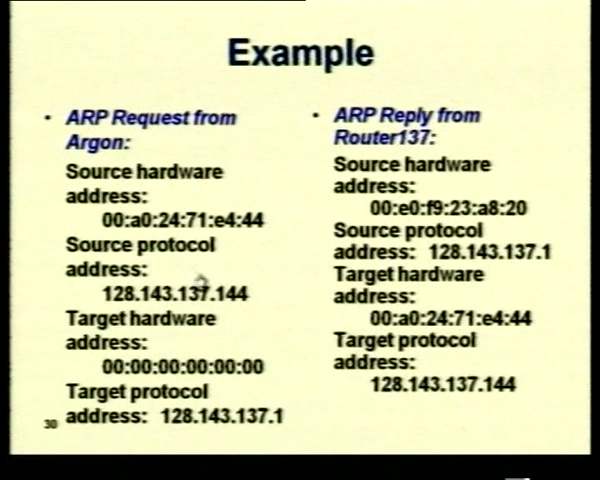 Example
• ARP Request from
Argon:
Source hardware
address:
00:a0:24:71:e4:44
Source protocol
address:
128.143.137.144
Target hardware
address:
00:00:00:00:00:00
Target protocol
address: 128.143.137.1
• ARP Reply from
Router137:
Source hardware
address:
00:e0:f9:23:a8:20
Source protocol
address: 128.143.137.1
Target hardware
address:
00:a0:24:71:e4:44
Target protocol
address:
128.143.137.144
30